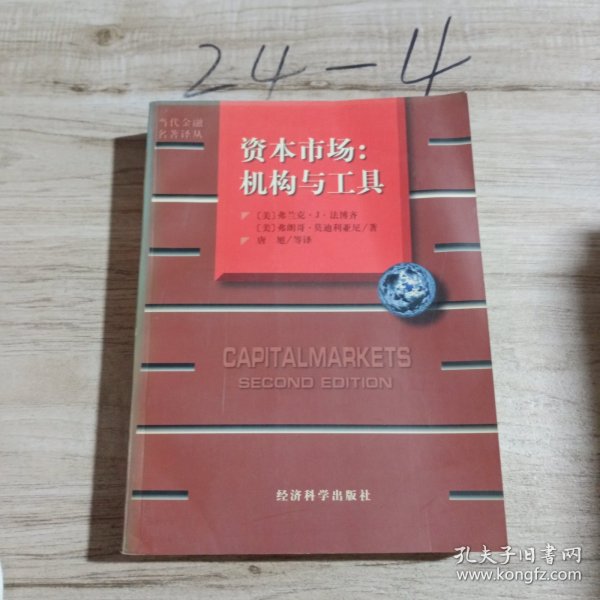 24-4
当代金融
名著译丛
资本市场:
机构与工具
〔美〕弗兰克·J·法博齐
〔美〕弗朗哥·莫迪利亚尼/著
唐 旭/等译
CAPITALMARKETS
SECOND EDITION
经济科学出版社
孔夫子旧书网
www.kongfz.com